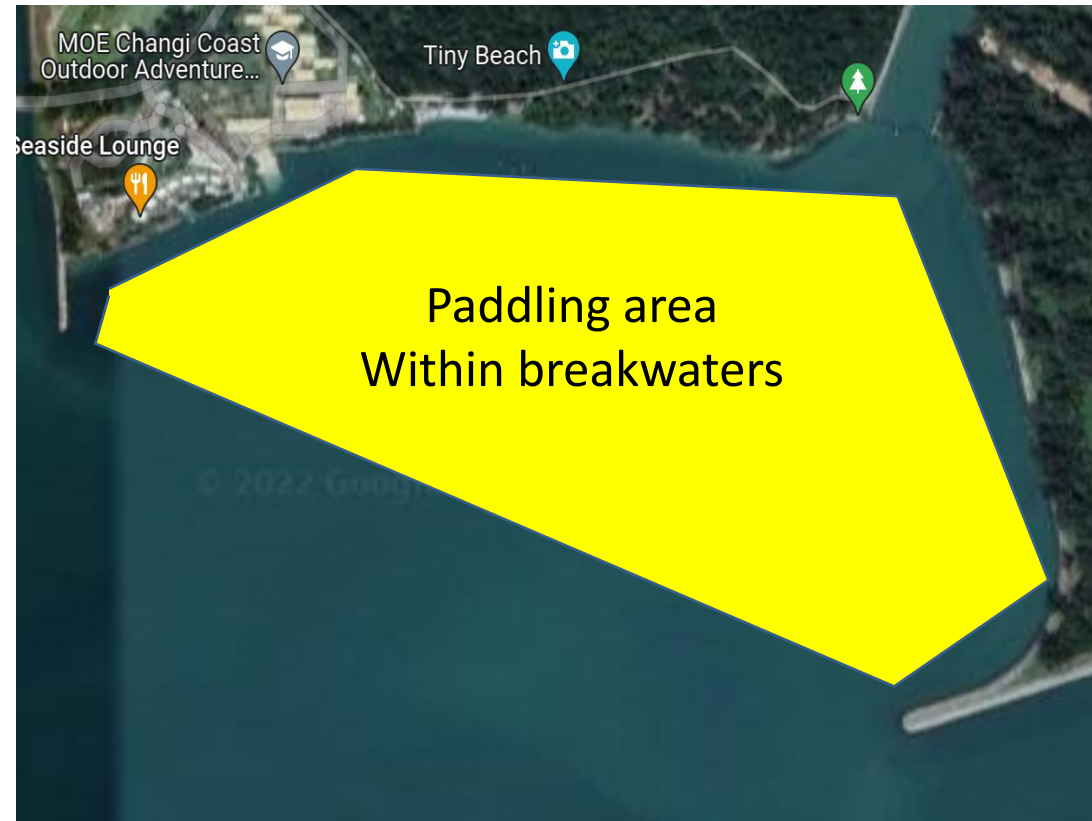 MOE Changi Coast
Outdoor Adventure...
Tiny Beach
Seaside Lounge
Paddling area
Within breakwaters
© 2022 Google